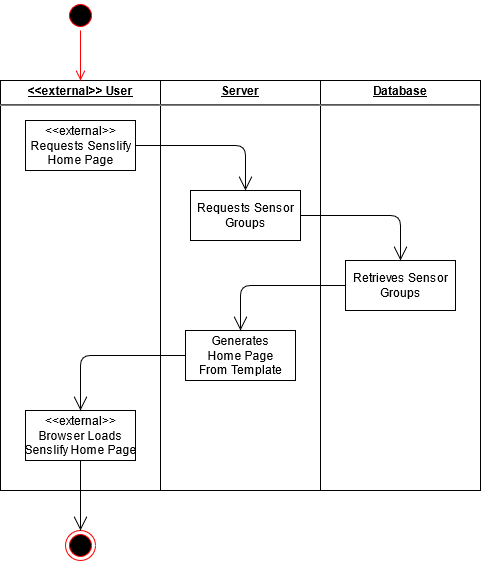 <<external>> User
Server
Database
<<external>>
Requests Senslify
Home Page
Requests Sensor
Groups
Retrieves Sensor
Groups
Generates
Home Page
From Template
<<external>>
Browser Loads
Senslify Home Page